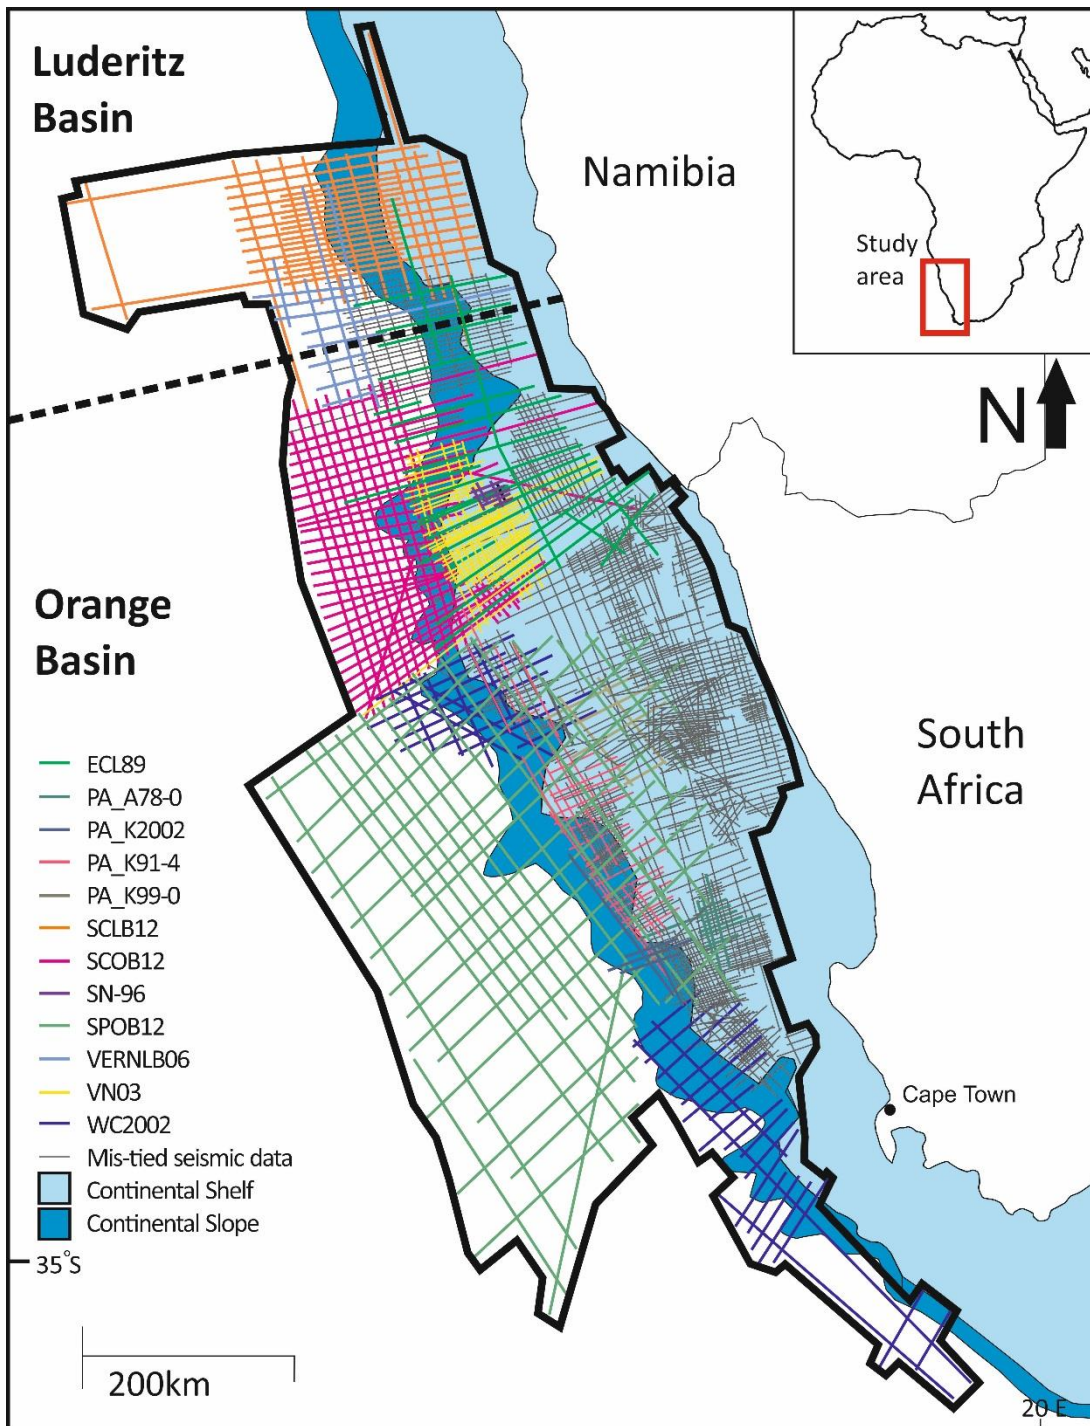 Luderitz
Basin
Namibia
Study
area
N
Orange
Basin
South
Africa
ECL89
PA_A78-0
PA_K2002
PA_K91-4
PA_K99-0
SCLB12
SCOB12
SN-96
SPOB12
VERNLB06
VN03
WC2002
Mis-tied seismic data
Continental Shelf
Continental Slope
Cape Town
35°S
200km
20 E